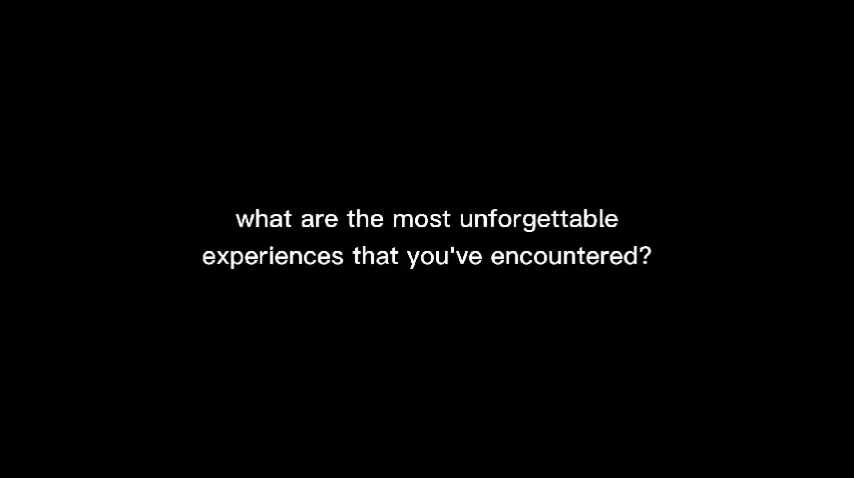 what are the most unforgettable
experiences that you've encountered?